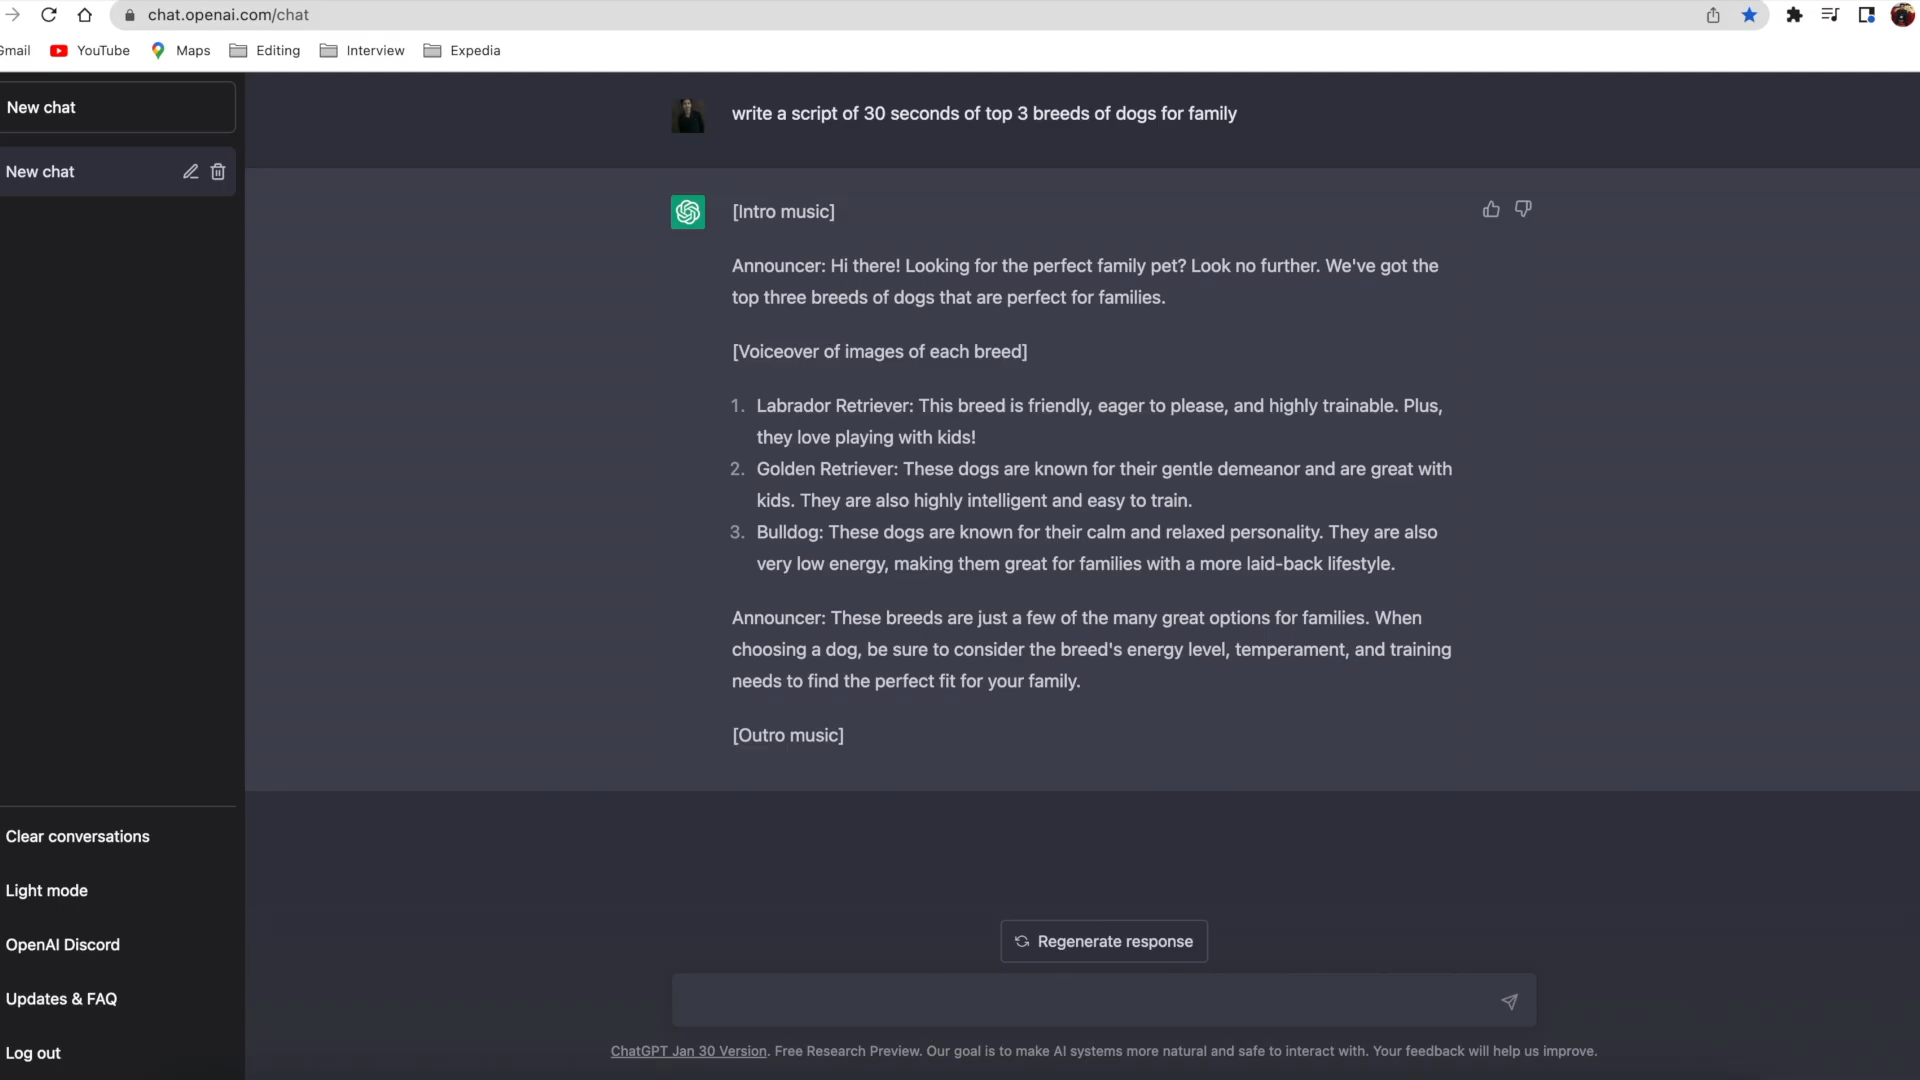 chat.openai.com/chat
Gmail YouTube Maps Editing Interview Expedia
New chat
New chat
write a script of 30 seconds of top 3 breeds of dogs for family
[Intro music]
Announcer: Hi there! Looking for the perfect family pet? Look no further. We've got the
top three breeds of dogs that are perfect for families.
[Voiceover of images of each breed]
1. Labrador Retriever: This breed is friendly, eager to please, and highly trainable. Plus,
they love playing with kids!
2. Golden Retriever: These dogs are known for their gentle demeanor and are great with
kids. They are also highly intelligent and easy to train.
3. Bulldog: These dogs are known for their calm and relaxed personality. They are also
very low energy, making them great for families with a more laid-back lifestyle.
Announcer: These breeds are just a few of the many great options for families. When
choosing a dog, be sure to consider the breed's energy level, temperament, and training
needs to find the perfect fit for your family.
[Outro music]
Clear conversations
Light mode
OpenAI Discord
Updates & FAQ
Log out
Regenerate response
ChatGPT Jan 30 Version. Free Research Preview. Our goal is to make AI systems more natural and safe to interact with. Your feedback will help us improve.